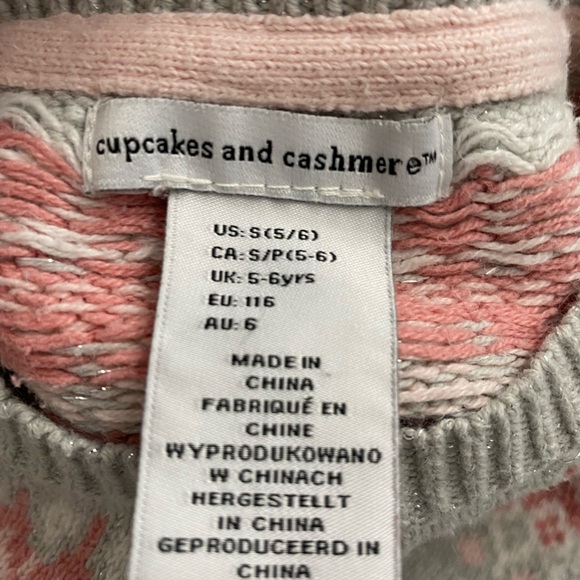 cupcakes and cashmere™
US: S(5/6)
CA: S/P(5-6)
UK: 5-6yrs
EU: 116
AU: 6
MADE IN
CHINA
FABRIQUÉ EN
CHINE
WYPRODUKOWANO
W CHINACH
HERGESTELLT
IN CHINA
GEPRODUCEERD IN
CHINA